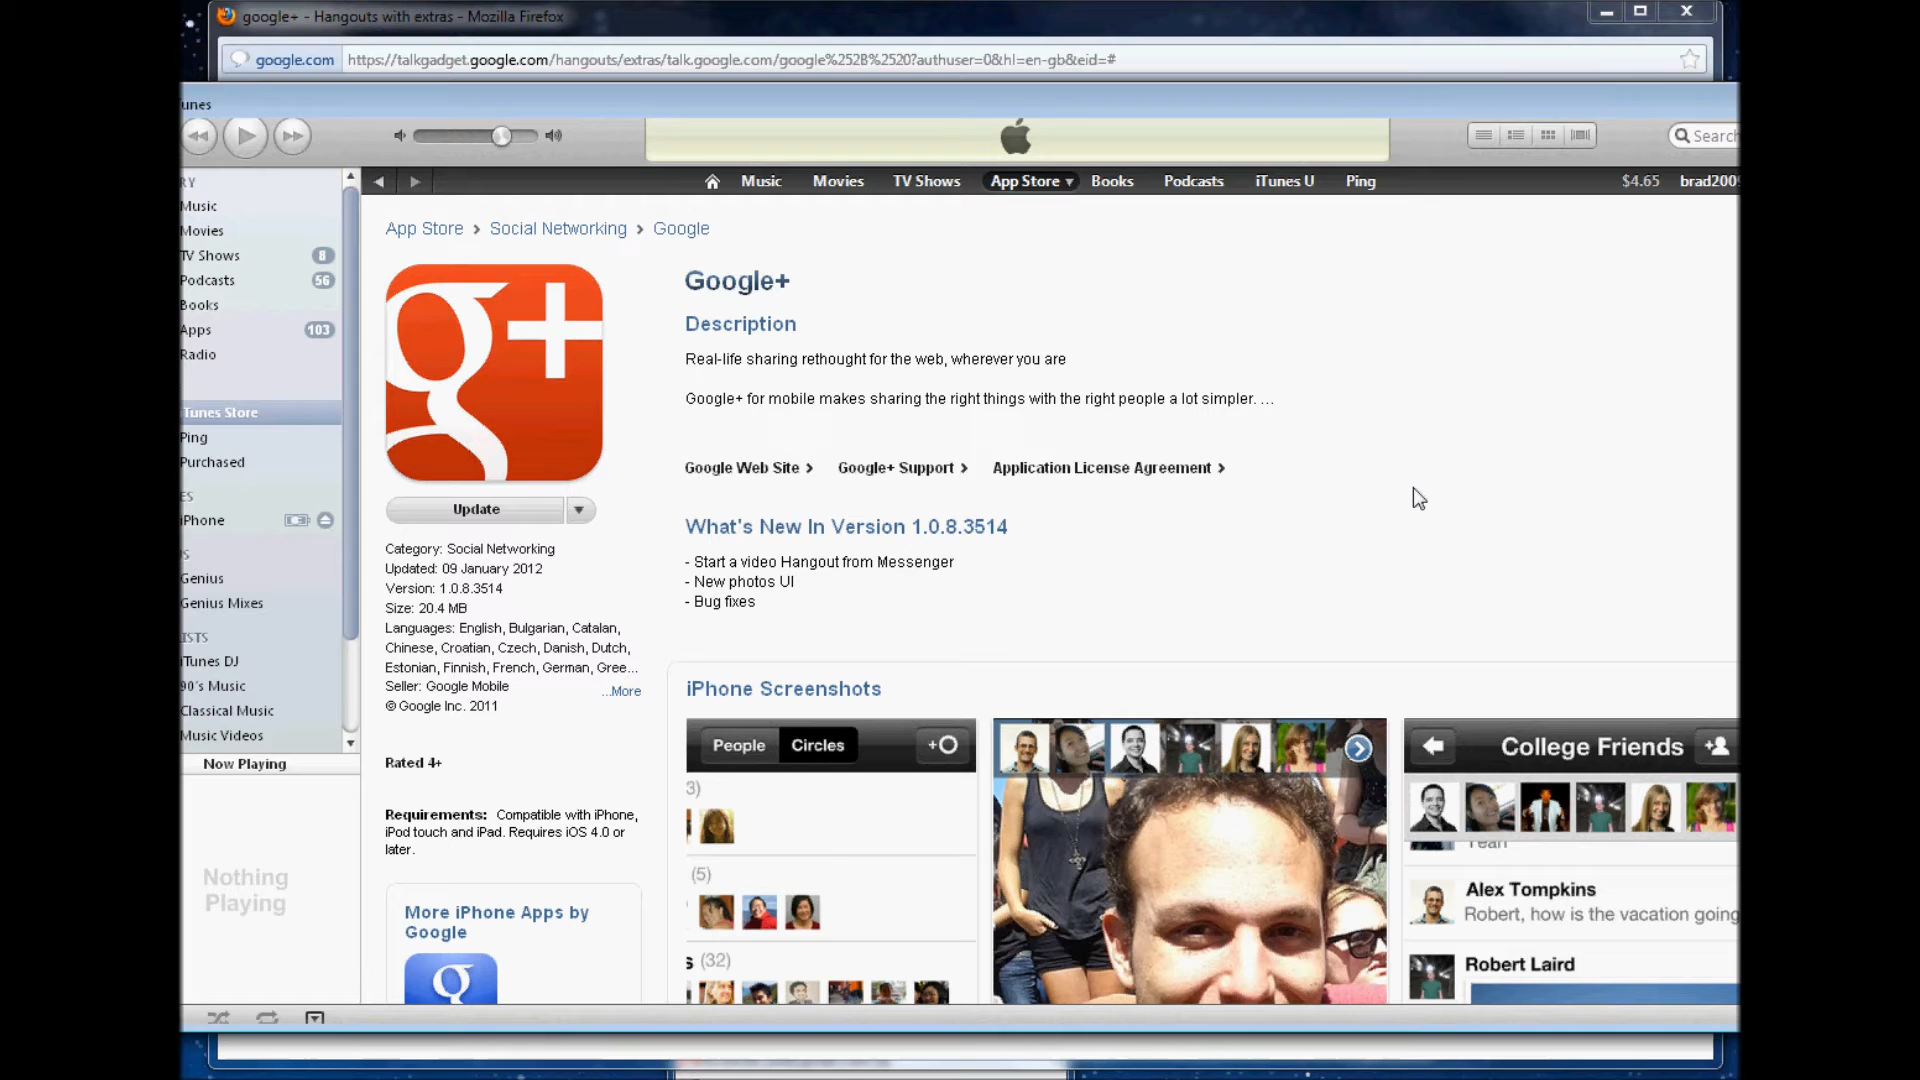 google+ - Hangouts with extras - Mozilla Firefox
google.com https://talkgadget.google.com/hangouts/extras/talk.google.com/google%252B%2520?authuser=0&hl=en-gb&eid=#
unes
Search
Music Movies TV Shows App Store Books Podcasts iTunes U Ping $4.65 brad2009
RY
Music
Movies
TV Shows 8
Podcasts 56
Books
Apps 103
Radio
Tunes Store
Ping
Purchased
ES
iPhone
S
Genius
Genius Mixes
ISTS
iTunes DJ
90's Music
Classical Music
Music Videos
Now Playing
Nothing
Playing
App Store > Social Networking > Google
g+
Update
Category: Social Networking
Updated: 09 January 2012
Version: 1.0.8.3514
Size: 20.4 MB
Languages: English, Bulgarian, Catalan,
Chinese, Croatian, Czech, Danish, Dutch,
Estonian, Finnish, French, German, Gree...
Seller: Google Mobile
...More
© Google Inc. 2011
Rated 4+
Requirements: Compatible with iPhone,
iPod touch and iPad. Requires iOS 4.0 or
later.
More iPhone Apps by
Google
g
Google+
Description
Real-life sharing rethought for the web, wherever you are
Google+ for mobile makes sharing the right things with the right people a lot simpler. ...
Google Web Site > Google+ Support > Application License Agreement >
What's New In Version 1.0.8.3514
- Start a video Hangout from Messenger
- New photos UI
- Bug fixes
iPhone Screenshots
People Circles +O
3)
(5)
s (32)
College Friends
Alex Tompkins
Robert, how is the vacation going
Robert Laird